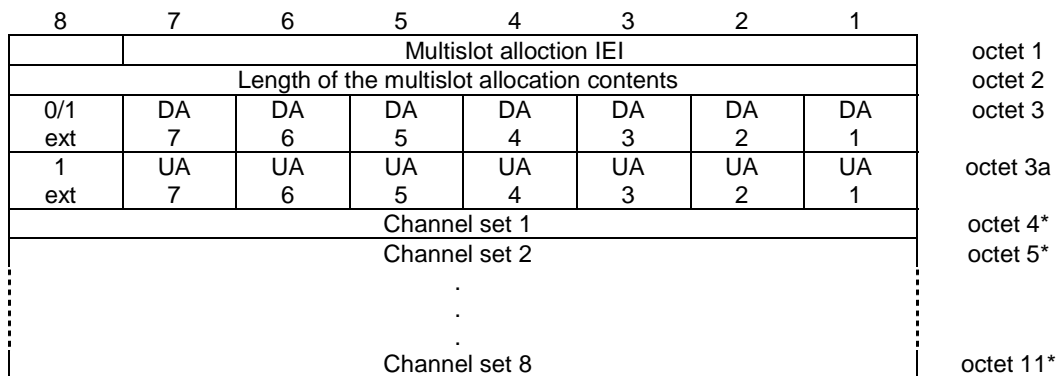 8 7 6 5 4 3 2 1
Multislot alloction IEI octet 1
Length of the multislot allocation contents octet 2
0/1 DA DA DA DA DA DA DA octet 3
ext 7 6 5 4 3 2 1
1 UA UA UA UA UA UA UA octet 3a
ext 7 6 5 4 3 2 1
Channel set 1 octet 4*
Channel set 2 octet 5*
.
.
.
Channel set 8 octet 11*